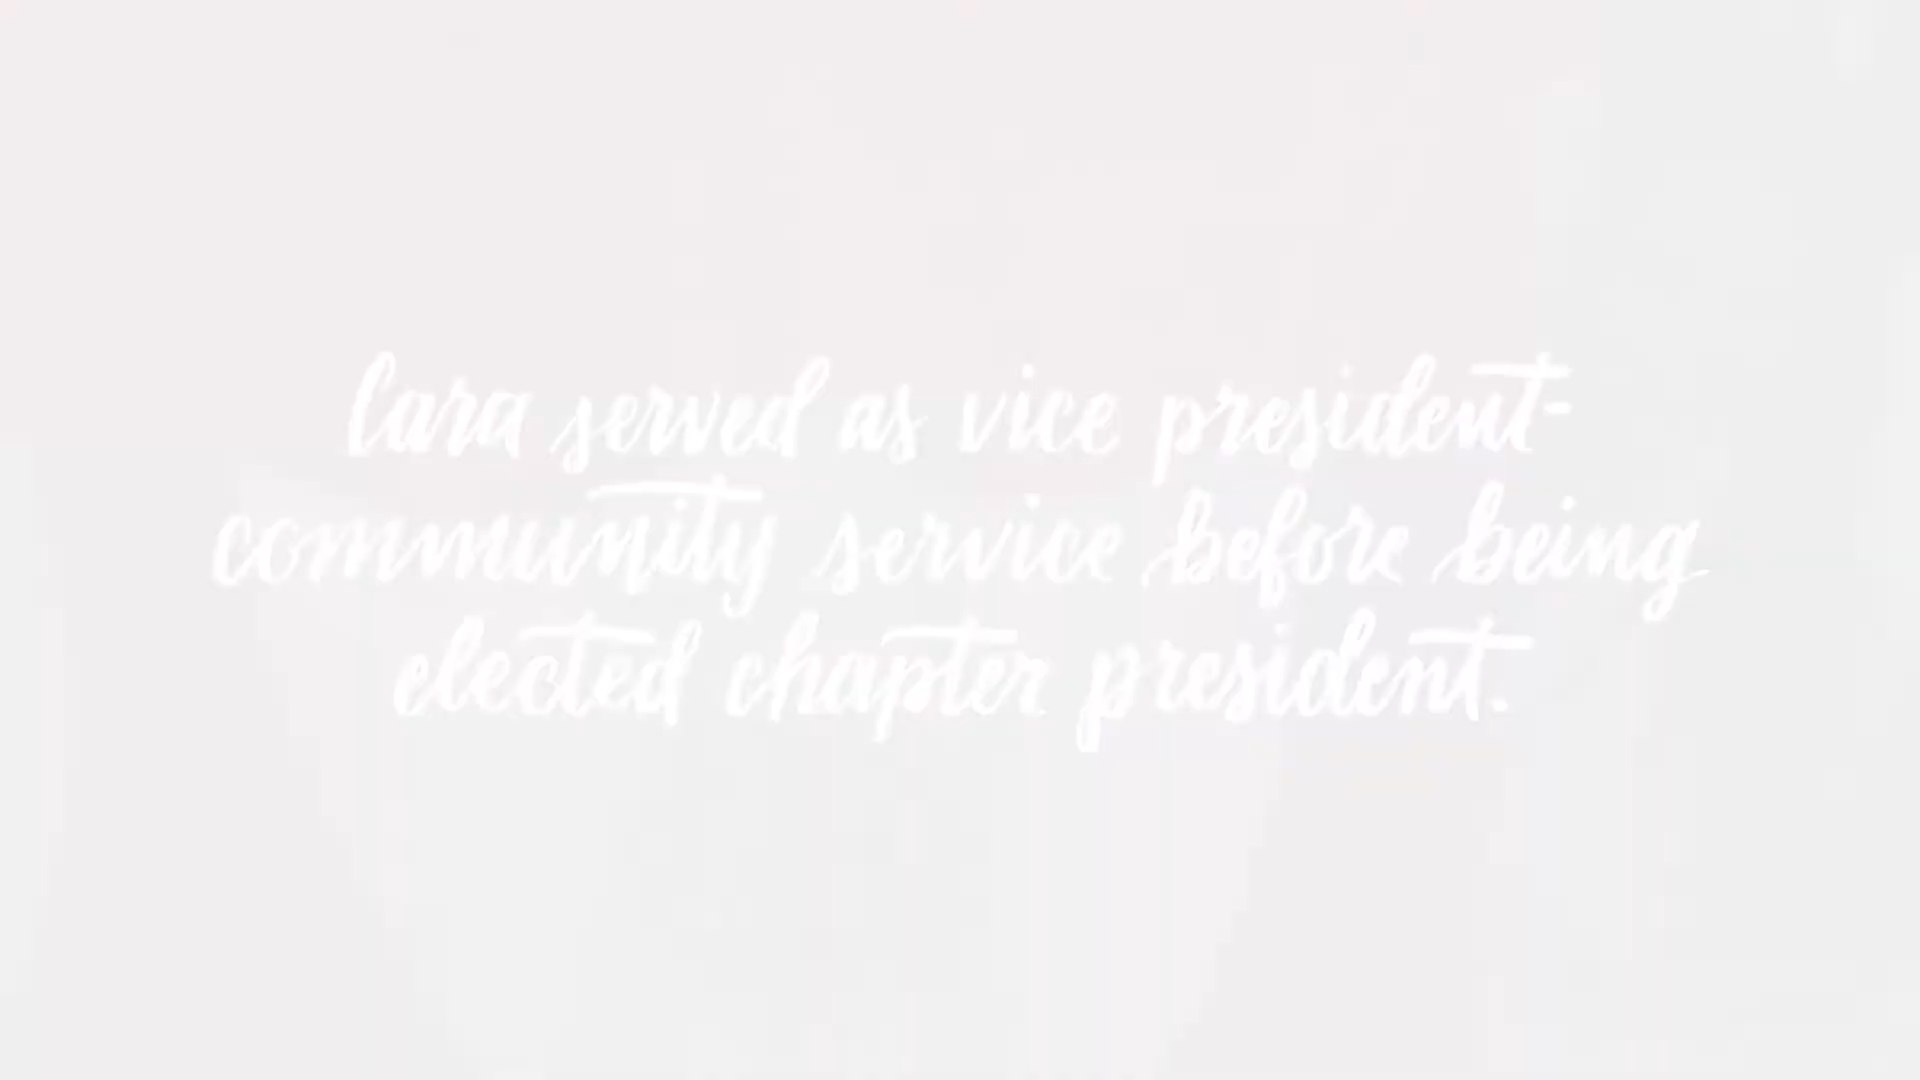 Cara served as vice president-
community service before being
elected chapter president.